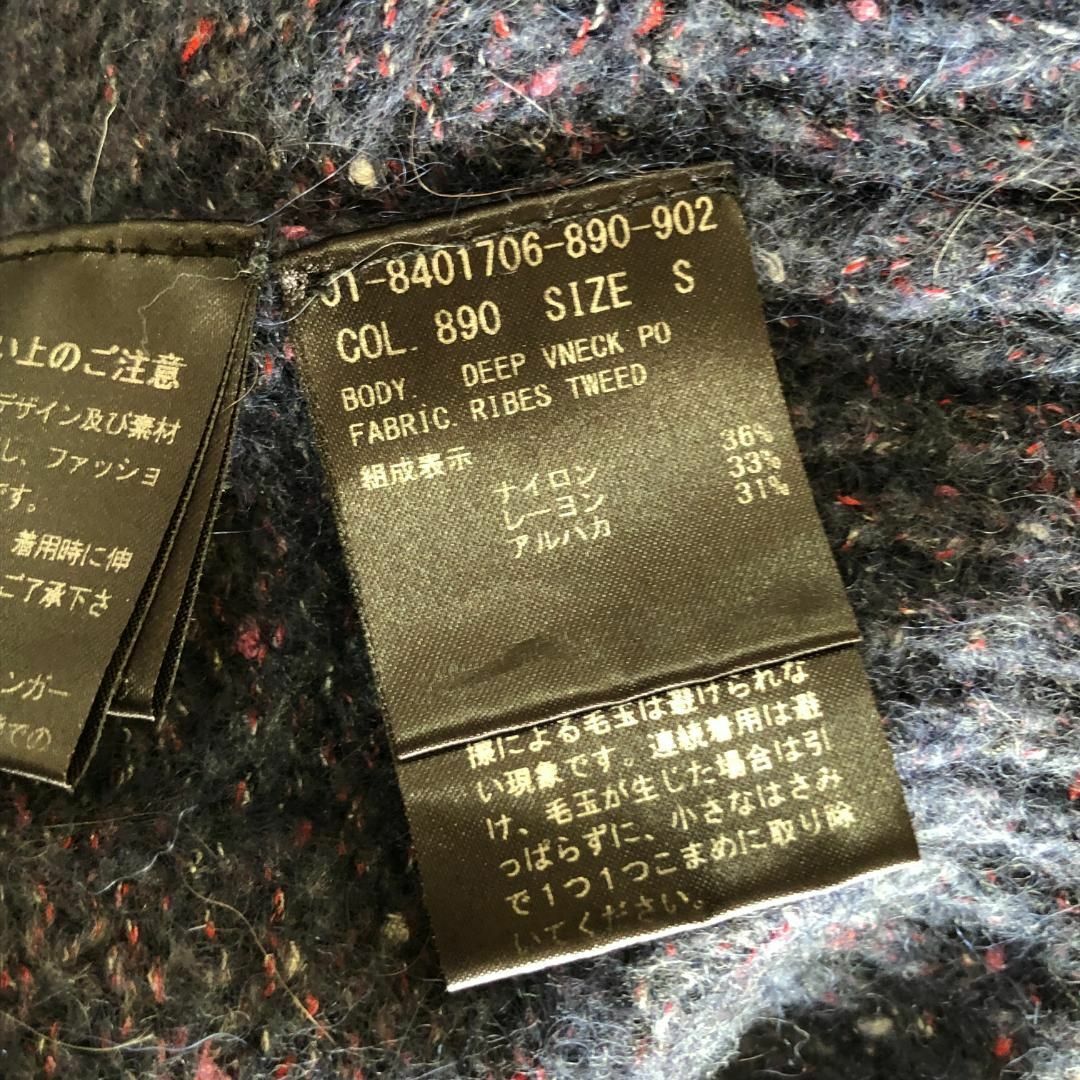 い上のご注意
デザイン及び素材
し、ファッショ
です。
着用時に伸
ご了承下さ
ンガー
での
01-8401706-890-902
COL. 890 SIZE S
BODY. DEEP VNECK PO
FABRIC. RIBES TWEED
組成表示
ナイロン 36%
レーヨン 33%
アルパカ 31%
擦による毛玉は避けられな
い現象です。連続着用は避
け、毛玉が生じた場合は引
っぱらずに、小さなはさみ
で1つ1つこまめに取り除
いてください。